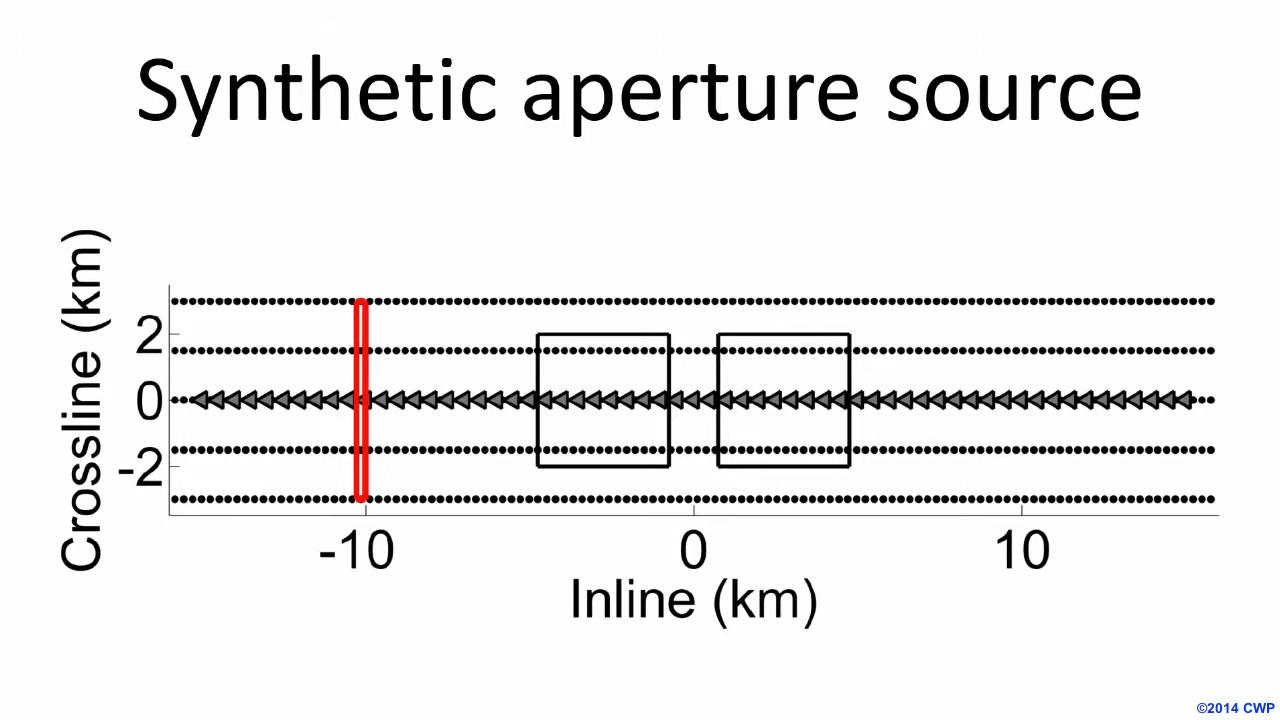 Synthetic aperture source
Crossline (km)
2
0
-2
-10
0
10
Inline (km)
©2014 CWP